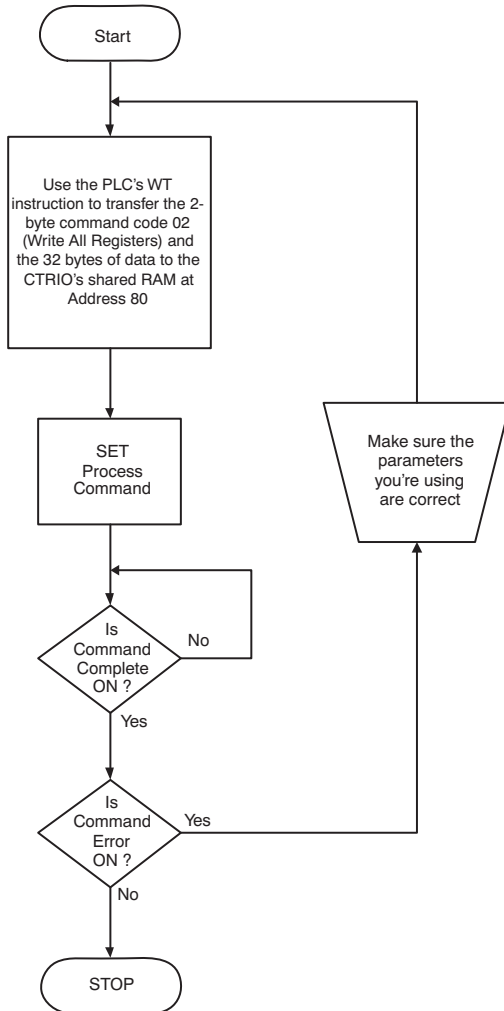 Start
Use the PLC's WT
instruction to transfer the 2-
byte command code 02
(Write All Registers) and
the 32 bytes of data to the
CTRIO's shared RAM at
Address 80
SET
Process
Command
Make sure the
parameters
you're using
are correct
Is
Command
Complete
ON ?
No
Yes
Is
Command
Error
ON ?
Yes
No
STOP